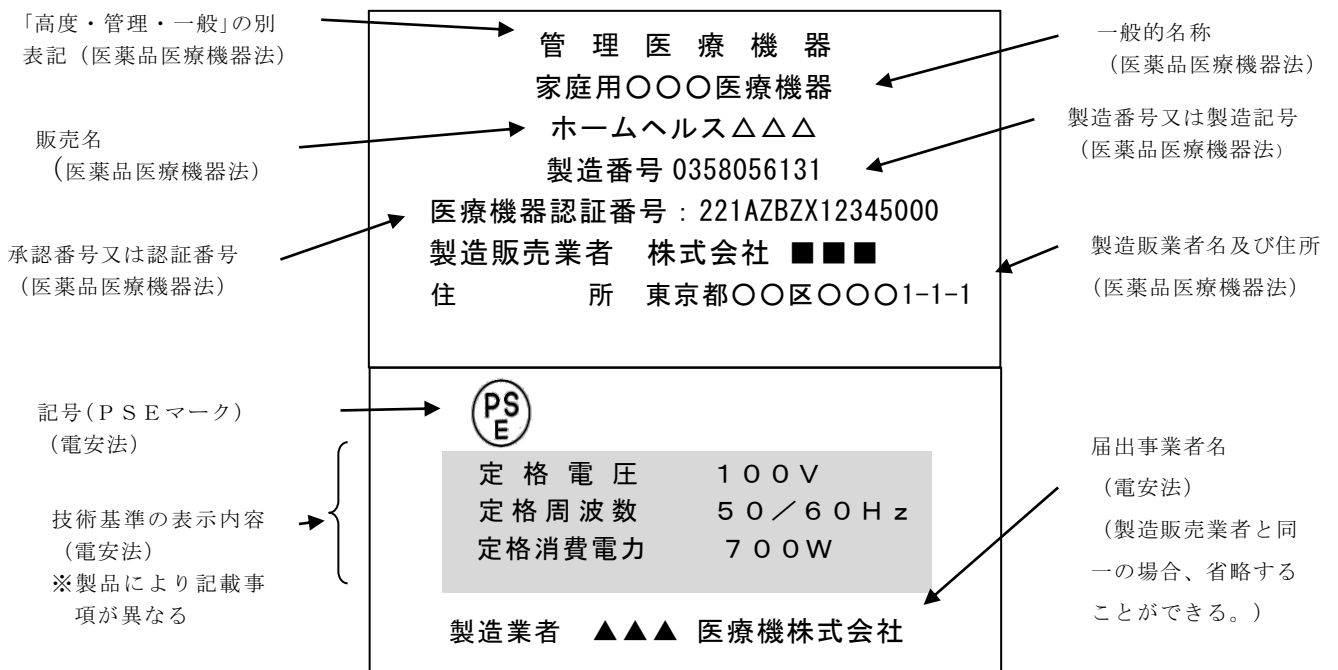 「高度・管理・一般」の別
表記（医薬品医療機器法）
販売名
(医薬品医療機器法)
承認番号又は認証番号
（医薬品医療機器法）
管理医療機器
家庭用〇〇〇医療機器
ホームヘルス△△△
製造番号 0358056131
医療機器認証番号：221AZBZX12345000
製造販売業者　株式会社 ■■■
住　　　所　東京都〇〇区〇〇〇1-1-1
一般的名称
（医薬品医療機器法）
製造番号又は製造記号
（医薬品医療機器法）
製造販業者名及び住所
（医薬品医療機器法）
記号（ＰＳＥマーク）
（電安法）
技術基準の表示内容
（電安法）
※製品により記載事
項が異なる
PS
E
定格電圧　１００Ｖ
定格周波数　５０／６０Ｈｚ
定格消費電力　７００Ｗ
製造業者　▲▲▲ 医療機株式会社
届出事業者名
（電安法）
（製造販売業者と同
一の場合、省略する
ことができる。）